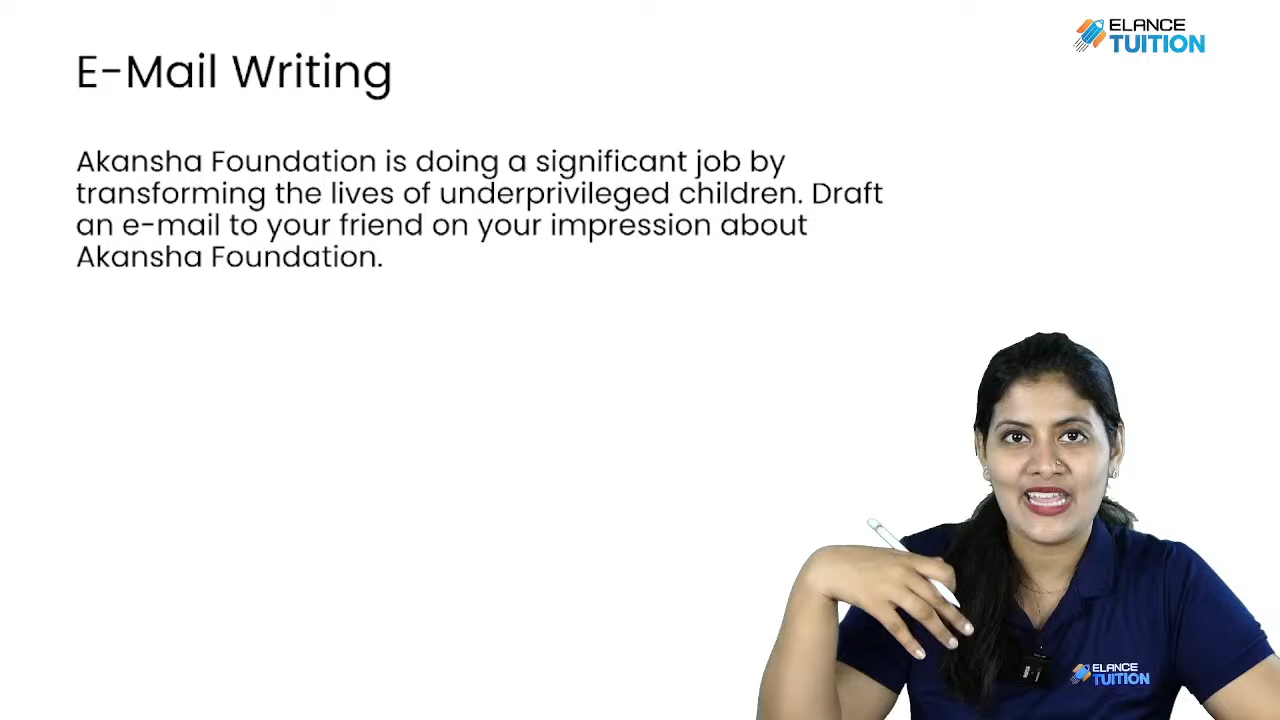 ELANCE
TUITION
E-Mail Writing
Akansha Foundation is doing a significant job by
transforming the lives of underprivileged children. Draft
an e-mail to your friend on your impression about
Akansha Foundation.
ELANCE
TUITION